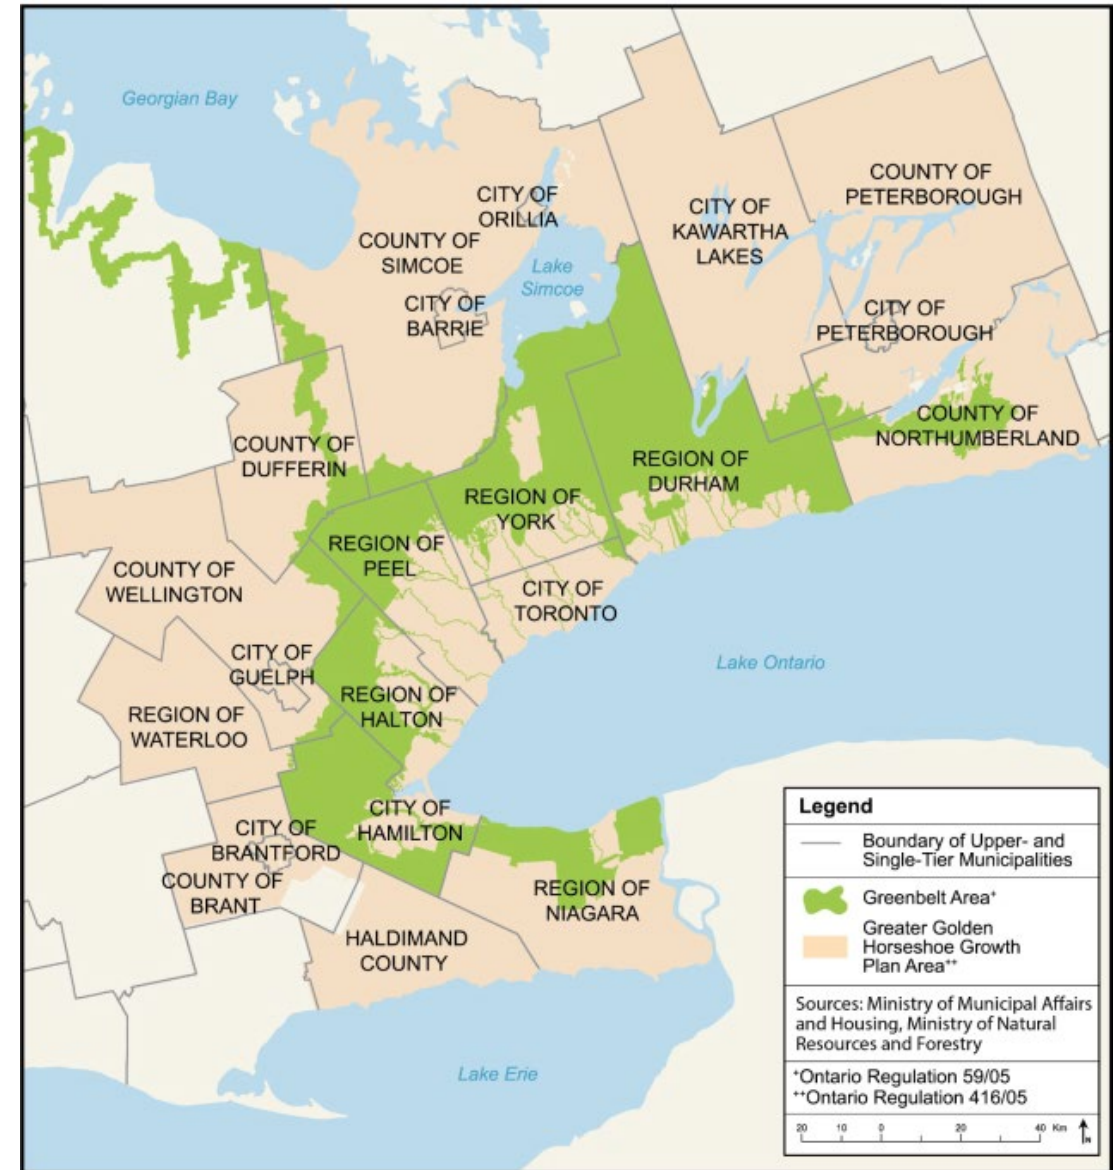 Georgian Bay
COUNTY OF
PETERBOROUGH
CITY OF
ORILLIA
CITY OF
KAWARTHA
LAKES
COUNTY OF
SIMCOE
Lake
Simcoe
CITY OF
BARRIE
CITY OF
PETERBOROUGH
COUNTY OF
NORTHUMBERLAND
COUNTY OF
DUFFERIN
REGION OF
DURHAM
REGION OF
YORK
REGION OF
PEEL
COUNTY OF
WELLINGTON
CITY OF
TORONTO
CITY OF
GUELPH
Lake Ontario
REGION OF
HALTON
REGION OF
WATERLOO
CITY OF
HAMILTON
CITY OF
BRANTFORD
COUNTY OF
BRANT
REGION OF
NIAGARA
HALDIMAND
COUNTY
Lake Erie
Legend
Boundary of Upper- and
Single-Tier Municipalities
Greenbelt Area+
Greater Golden
Horseshoe Growth
Plan Area++
Sources: Ministry of Municipal Affairs
and Housing, Ministry of Natural
Resources and Forestry
+Ontario Regulation 59/05
++Ontario Regulation 416/05
20 10 0 20 40 Km
N